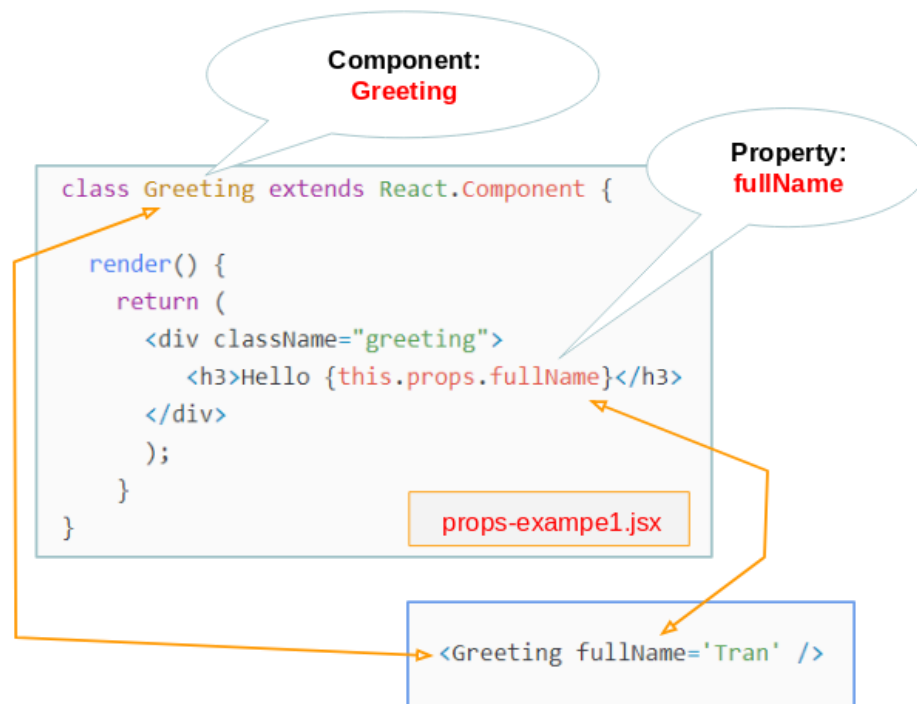 Component:
Greeting
Property:
fullName
class Greeting extends React.Component {
render() {
return (
<div className="greeting">
<h3>Hello {this.props.fullName}</h3>
</div>
);
}
}
props-exampe1.jsx
<Greeting fullName='Tran' />